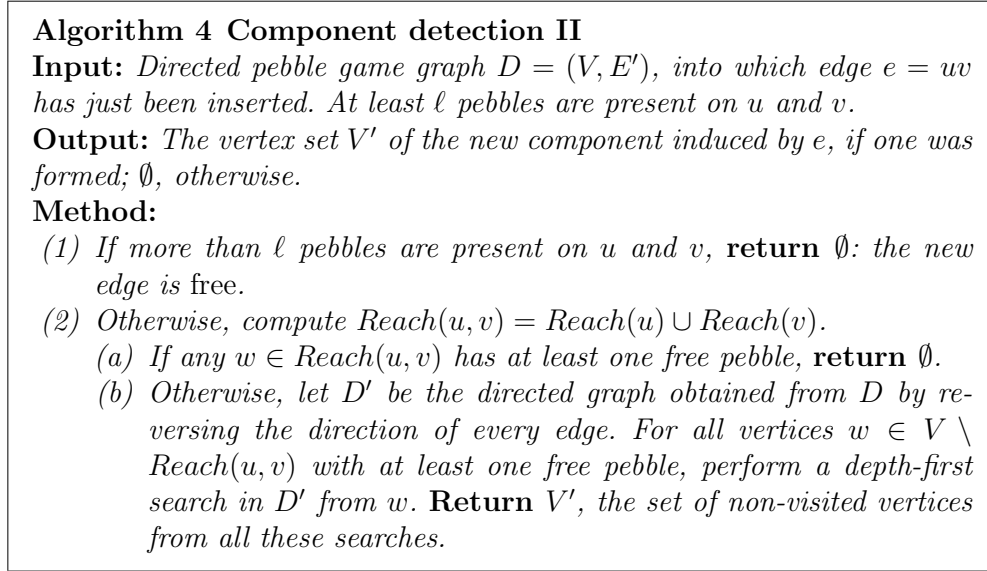 Algorithm 4 Component detection II
Input: Directed pebble game graph D = (V, E′), into which edge e = uv
has just been inserted. At least ℓ pebbles are present on u and v.
Output: The vertex set V′ of the new component induced by e, if one was
formed; ∅, otherwise.
Method:
(1) If more than ℓ pebbles are present on u and v, return ∅: the new
edge is free.
(2) Otherwise, compute Reach(u, v) = Reach(u) ∪ Reach(v).
(a) If any w ∈ Reach(u, v) has at least one free pebble, return ∅.
(b) Otherwise, let D′ be the directed graph obtained from D by re-
versing the direction of every edge. For all vertices w ∈ V \
Reach(u, v) with at least one free pebble, perform a depth-first
search in D′ from w. Return V′, the set of non-visited vertices
from all these searches.